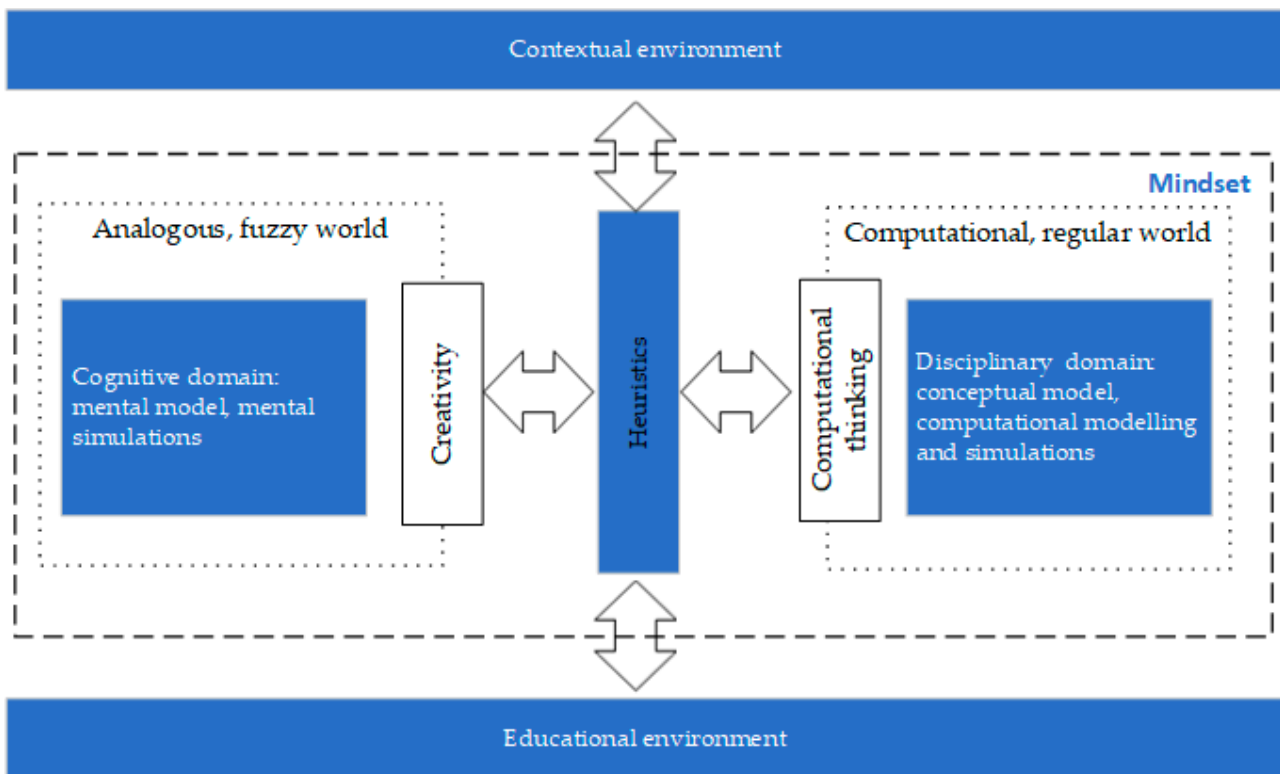 Contextual environment
Mindset
Analogous, fuzzy world
Computational, regular world
Cognitive domain:
mental model, mental
simulations
Creativity
Heuristics
Computational
thinking
Disciplinary domain:
conceptual model,
computational modelling
and simulations
Educational environment